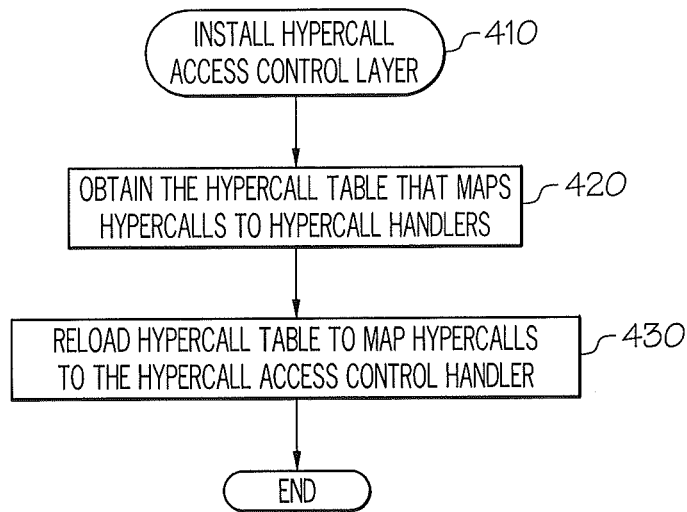 INSTALL HYPERCALL
ACCESS CONTROL LAYER
410
OBTAIN THE HYPERCALL TABLE THAT MAPS
HYPERCALLS TO HYPERCALL HANDLERS
420
RELOAD HYPERCALL TABLE TO MAP HYPERCALLS
TO THE HYPERCALL ACCESS CONTROL HANDLER
430
END